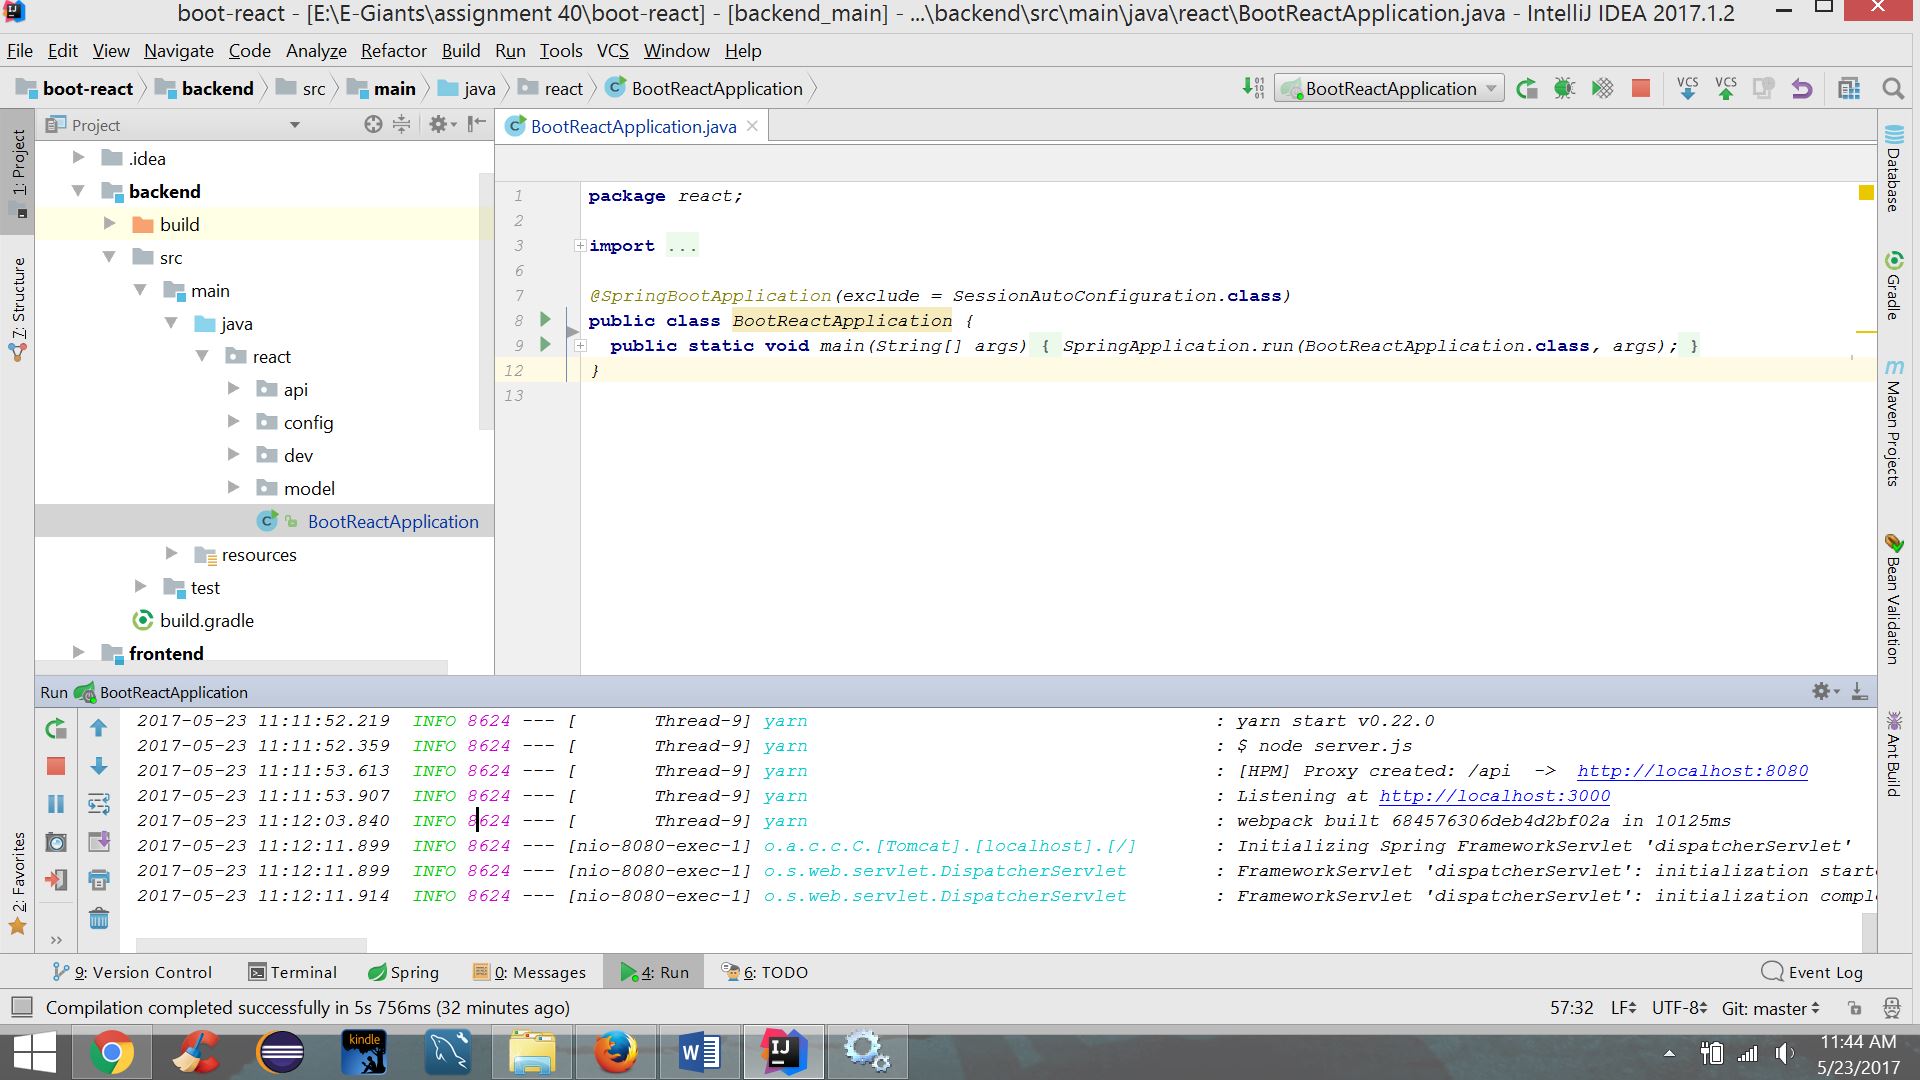 boot-react - [E:\E-Giants\assignment 40\boot-react] - [backend_main] - ...\backend\src\main\java\react\BootReactApplication.java - IntelliJ IDEA 2017.1.2
File Edit View Navigate Code Analyze Refactor Build Run Tools VCS Window Help
boot-react backend src main java react BootReactApplication BootReactApplication VCS VCS
1: Project
7: Structure
2: Favorites
Project
.idea
backend
build
src
main
java
react
api
config
dev
model
BootReactApplication
resources
test
build.gradle
frontend
BootReactApplication.java
1 package react;
2
3 import ...
6
7 @SpringBootApplication(exclude = SessionAutoConfiguration.class)
8 public class BootReactApplication {
9 public static void main(String[] args) { SpringApplication.run(BootReactApplication.class, args); }
12 }
13
Database
Gradle
Maven Projects
Bean Validation
Ant Build
Run BootReactApplication
2017-05-23 11:11:52.219 INFO 8624 --- [ Thread-9] yarn : yarn start v0.22.0
2017-05-23 11:11:52.359 INFO 8624 --- [ Thread-9] yarn : $ node server.js
2017-05-23 11:11:53.613 INFO 8624 --- [ Thread-9] yarn : [HPM] Proxy created: /api -> http://localhost:8080
2017-05-23 11:11:53.907 INFO 8624 --- [ Thread-9] yarn : Listening at http://localhost:3000
2017-05-23 11:12:03.840 INFO 8624 --- [ Thread-9] yarn : webpack built 684576306deb4d2bf02a in 10125ms
2017-05-23 11:12:11.899 INFO 8624 --- [nio-8080-exec-1] o.a.c.c.C.[Tomcat].[localhost].[/] : Initializing Spring FrameworkServlet 'dispatcherServlet'
2017-05-23 11:12:11.899 INFO 8624 --- [nio-8080-exec-1] o.s.web.servlet.DispatcherServlet : FrameworkServlet 'dispatcherServlet': initialization start
2017-05-23 11:12:11.914 INFO 8624 --- [nio-8080-exec-1] o.s.web.servlet.DispatcherServlet : FrameworkServlet 'dispatcherServlet': initialization compl
9: Version Control Terminal Spring 0: Messages 4: Run 6: TODO Event Log
Compilation completed successfully in 5s 756ms (32 minutes ago) 57:32 LF UTF-8 Git: master
kindle
11:44 AM
5/23/2017